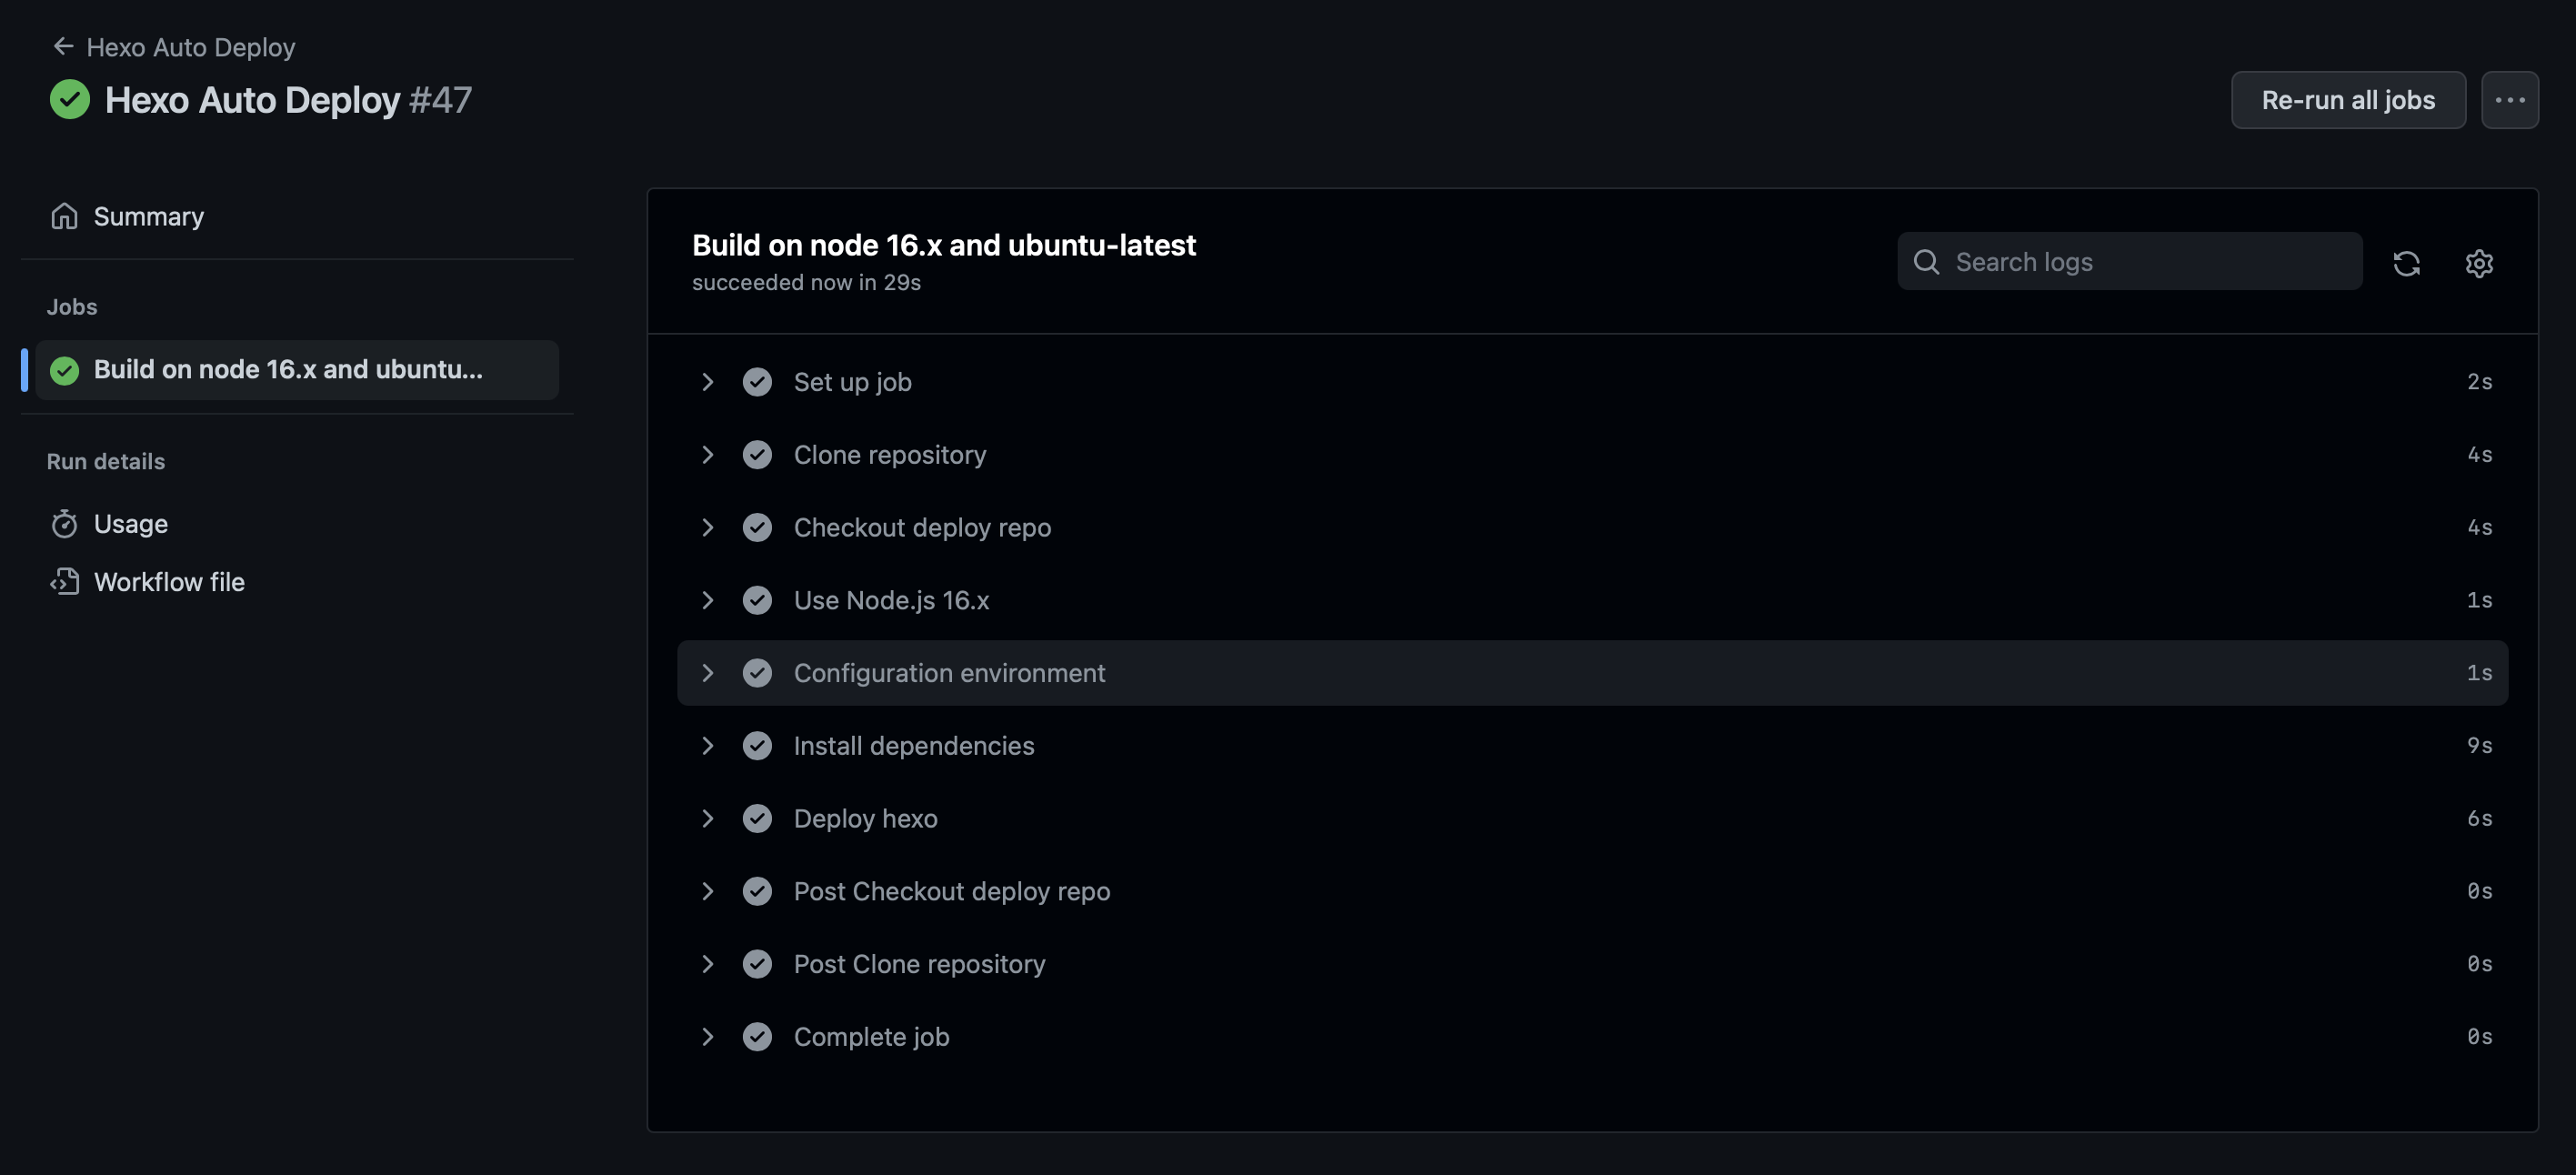 Hexo Auto Deploy
Hexo Auto Deploy #47
Re-run all jobs
Summary
Jobs
Build on node 16.x and ubuntu...
Run details
Usage
Workflow file
Build on node 16.x and ubuntu-latest
succeeded now in 29s
Search logs
Set up job 2s
Clone repository 4s
Checkout deploy repo 4s
Use Node.js 16.x 1s
Configuration environment 1s
Install dependencies 9s
Deploy hexo 6s
Post Checkout deploy repo 0s
Post Clone repository 0s
Complete job 0s